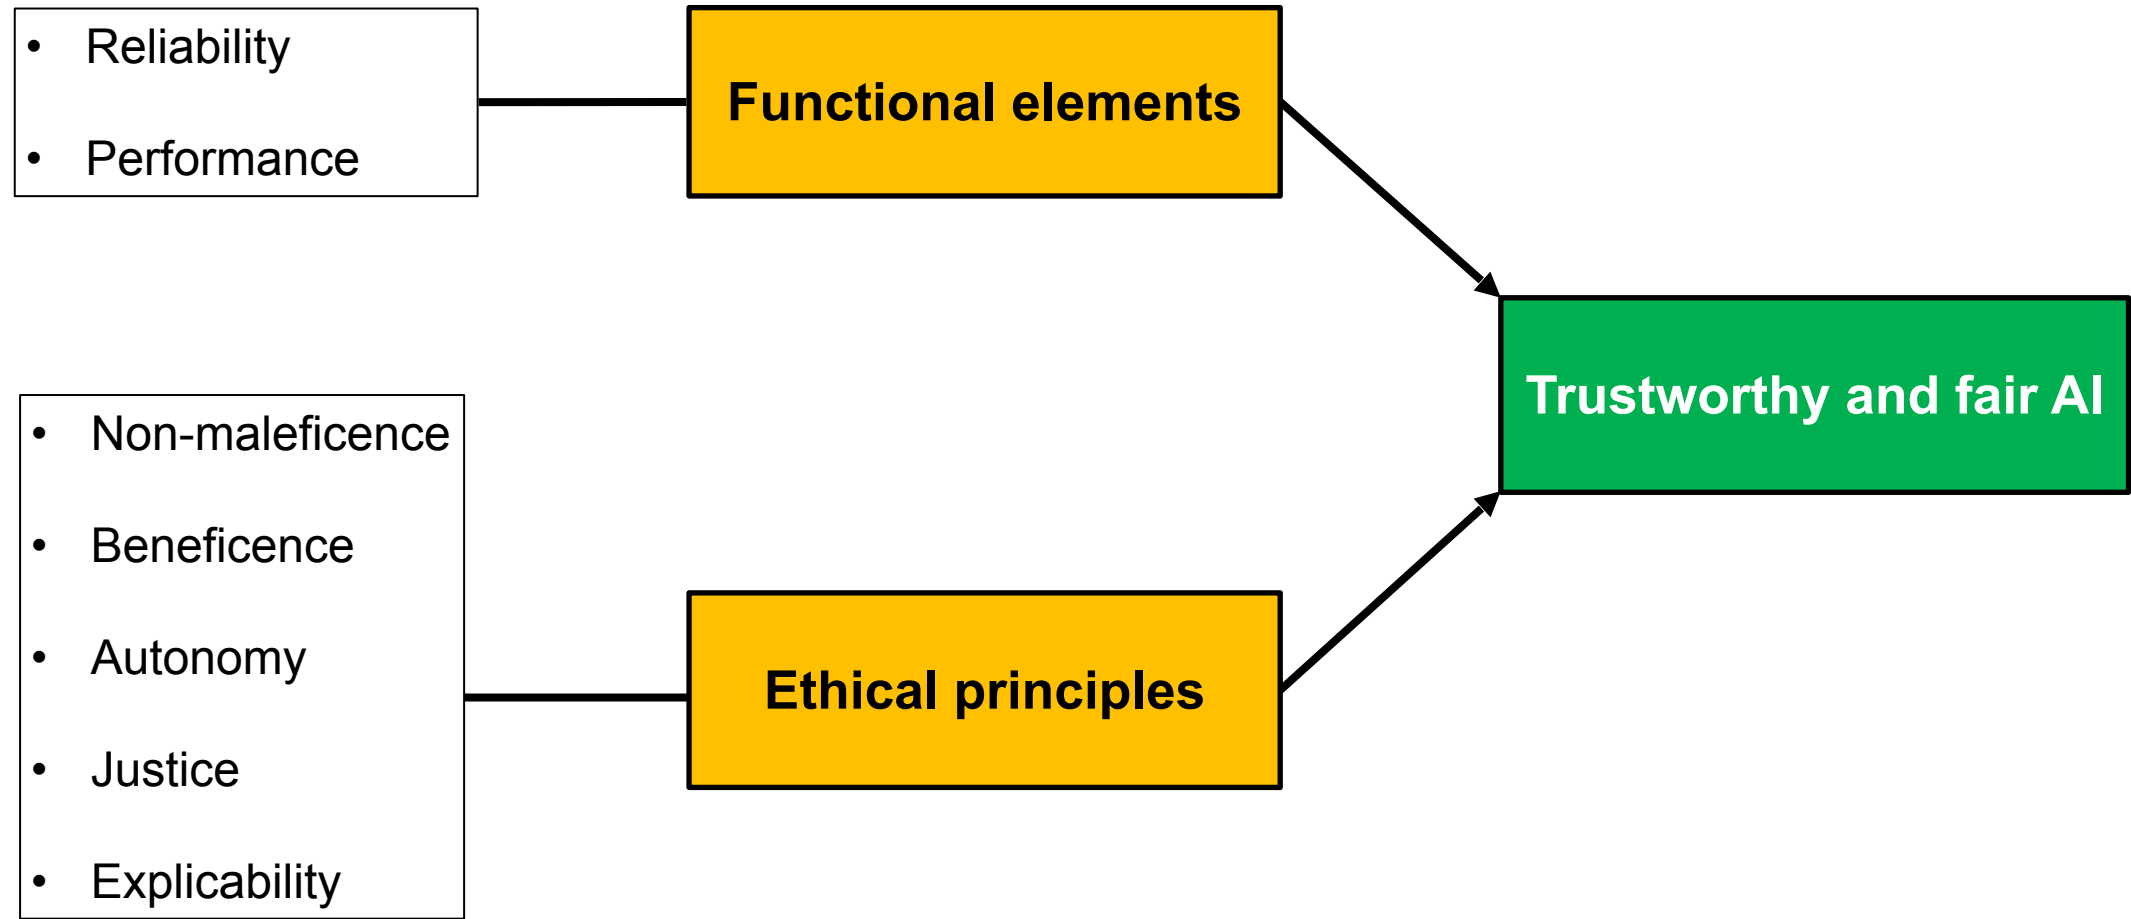 • Reliability
• Performance
Functional elements
Trustworthy and fair AI
• Non-maleficence
• Beneficence
• Autonomy
• Justice
• Explicability
Ethical principles